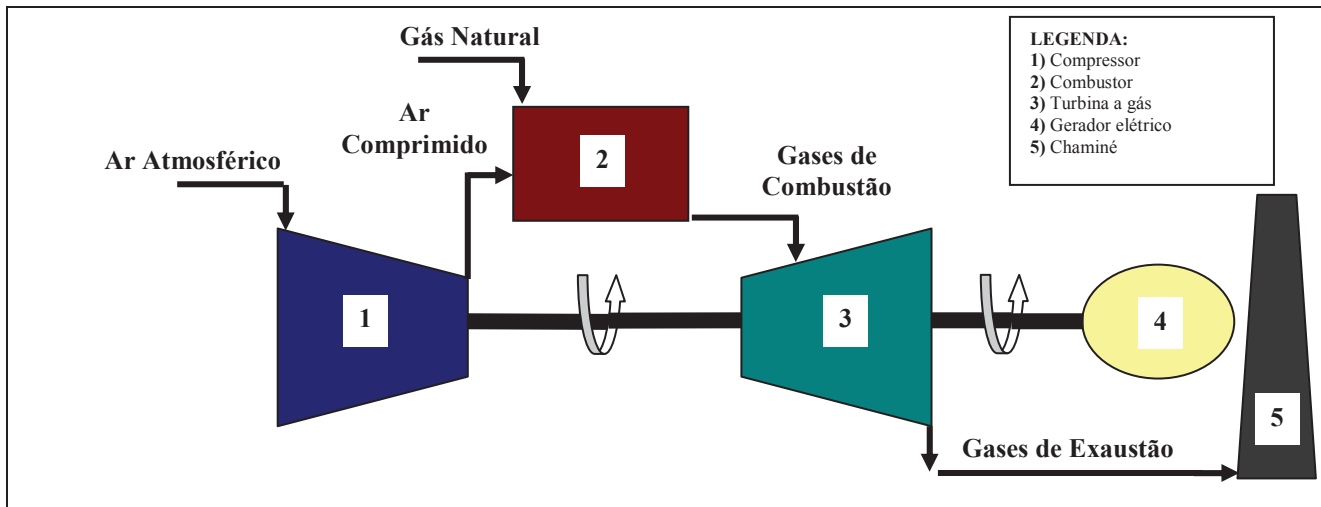 Gás Natural
Ar
Comprimido
Ar Atmosférico
Gases de
Combustão
LEGENDA:
1) Compressor
2) Combustor
3) Turbina a gás
4) Gerador elétrico
5) Chaminé
2
1
3
4
5
Gases de Exaustão